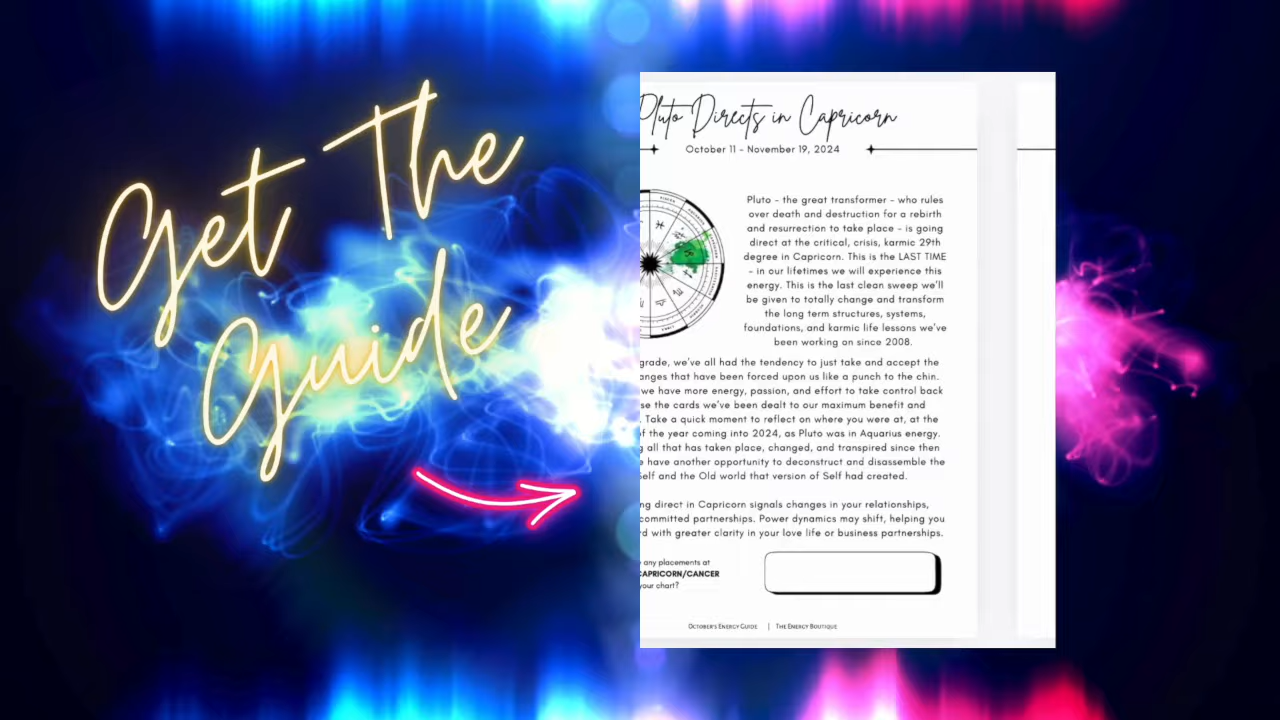 Get The
Guide
Pluto Directs in Capricorn
October 11 - November 19, 2024
Pluto - the great transformer - who rules
over death and destruction for a rebirth
and resurrection to take place - is going
direct at the critical, crisis, karmic 29th
degree in Capricorn. This is the LAST TIME
- in our lifetimes we will experience this
energy. This is the last clean sweep we'll
be given to totally change and transform
the long term structures, systems,
foundations, and karmic life lessons we've
been working on since 2008.
grade, we've all had the tendency to just take and accept the
anges that have been forced upon us like a punch to the chin.
we have more energy, passion, and effort to take control back
se the cards we've been dealt to our maximum benefit and
. Take a quick moment to reflect on where you were at, at the
of the year coming into 2024, as Pluto was in Aquarius energy.
g all that has taken place, changed, and transpired since then
e have another opportunity to deconstruct and disassemble the
self and the Old world that version of Self had created.
ng direct in Capricorn signals changes in your relationships,
committed partnerships. Power dynamics may shift, helping you
rd with greater clarity in your love life or business partnerships.
any placements at
CAPRICORN/CANCER
your chart?
October's Energy Guide | The Energy Boutique